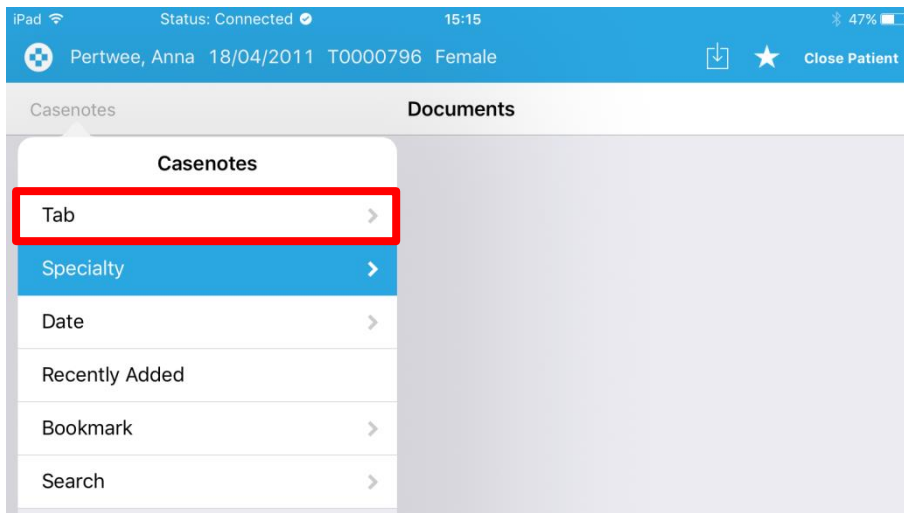 iPad Status: Connected 15:15 47%
Pertwee, Anna 18/04/2011 T0000796 Female Close Patient
Casenotes Documents
Casenotes
Tab
Specialty
Date
Recently Added
Bookmark
Search